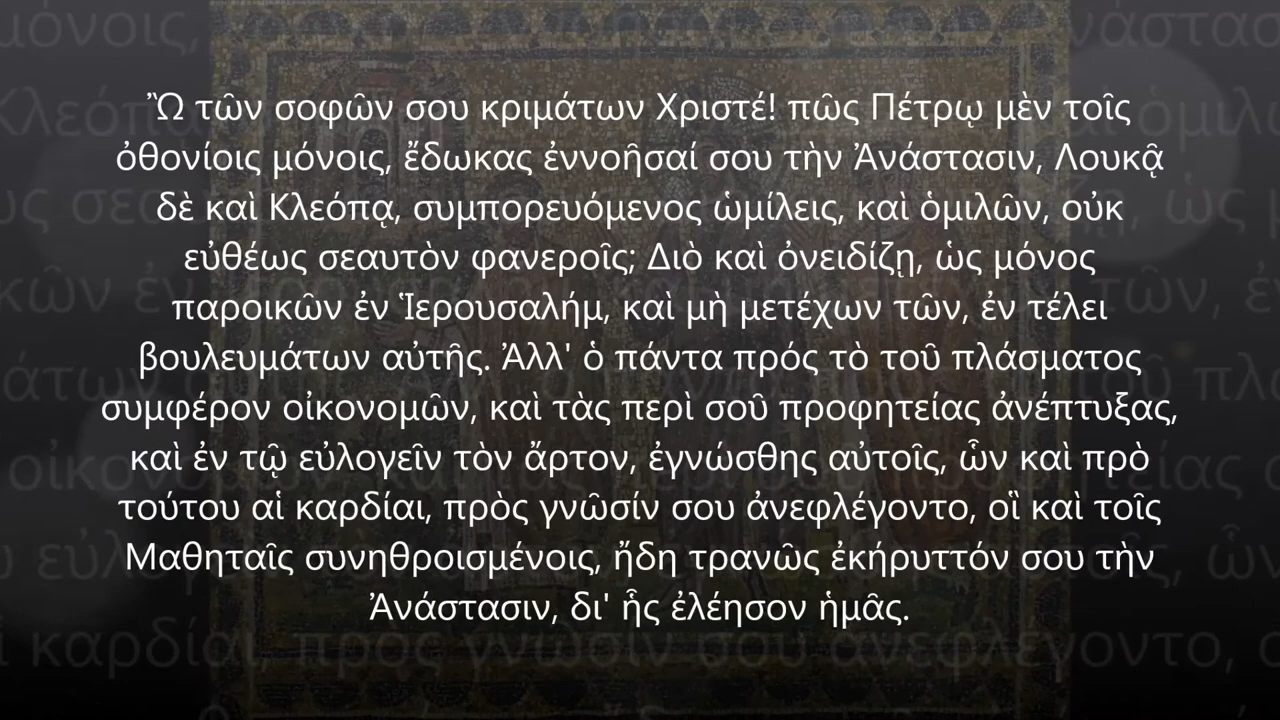 Ὢ τῶν σοφῶν σου κριμάτων Χριστέ! πῶς Πέτρῳ μὲν τοῖς
ὀθονίοις μόνοις, ἔδωκας ἐννοῆσαί σου τὴν Ἀνάστασιν, Λουκᾷ
δὲ καὶ Κλεόπᾳ, συμπορευόμενος ὡμίλεις, καὶ ὁμιλῶν, οὐκ
εὐθέως σεαυτὸν φανεροῖς; Διὸ καὶ ὀνειδίζῃ, ὡς μόνος
παροικῶν ἐν Ἱερουσαλήμ, καὶ μὴ μετέχων τῶν, ἐν τέλει
βουλευμάτων αὐτῆς. Ἀλλ' ὁ πάντα πρός τὸ τοῦ πλάσματος
συμφέρον οἰκονομῶν, καὶ τὰς περὶ σοῦ προφητείας ἀνέπτυξας,
καὶ ἐν τῷ εὐλογεῖν τὸν ἄρτον, ἐγνώσθης αὐτοῖς, ὧν καὶ πρὸ
τούτου αἱ καρδίαι, πρὸς γνῶσίν σου ἀνεφλέγοντο, οἳ καὶ τοῖς
Μαθηταῖς συνηθροισμένοις, ἤδη τρανῶς ἐκήρυττόν σου τὴν
Ἀνάστασιν, δι' ἧς ἐλέησον ἡμᾶς.